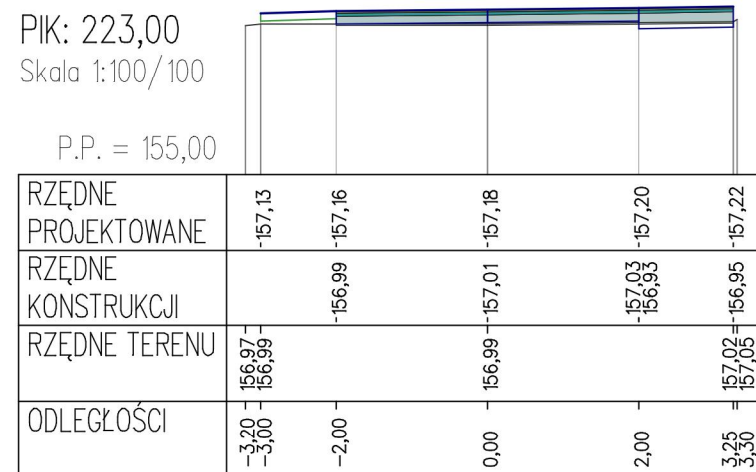 PIK: 223,00
Skala 1:100/100
P.P. = 155,00
RZĘDNE PROJEKTOWANE
-157,13 -157,16 -157,18 -157,20 -157,22
RZĘDNE KONSTRUKCJI
-156,99 -157,01 157,03 -156,93 -156,95
RZĘDNE TERENU
156,97 156,99 156,99 157,02 157,05
ODLEGŁOŚCI
-3,20 -3,00 -2,00 0,00 2,00 3,25 3,30